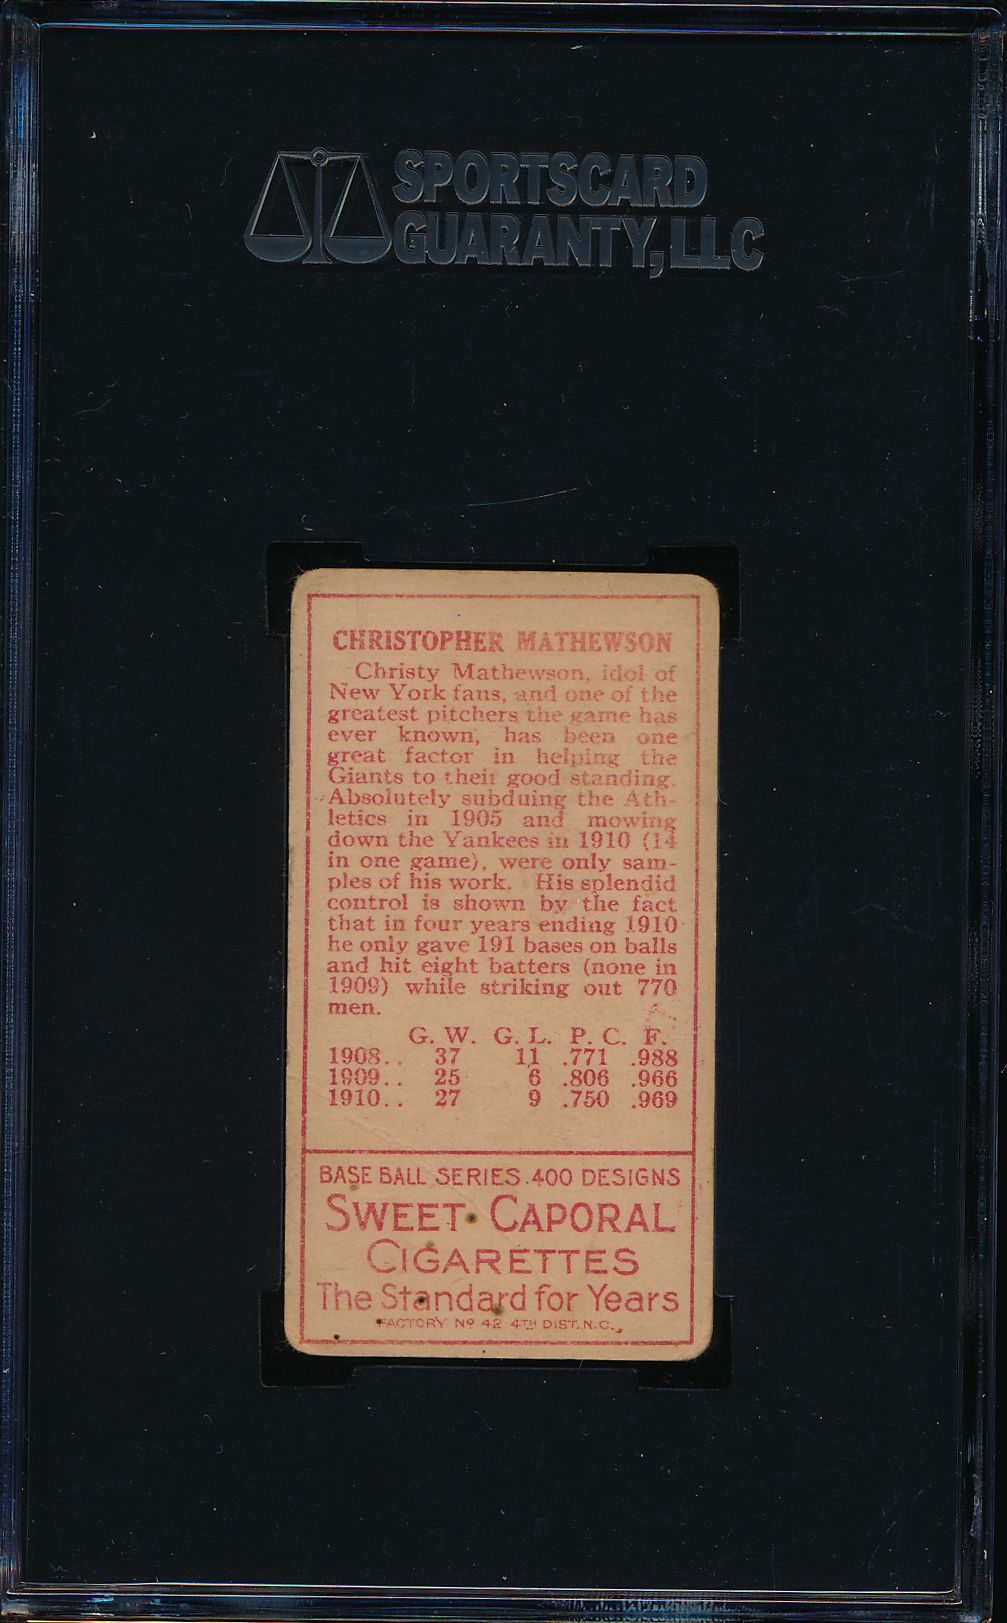 SPORTSCARD
GUARANTY, LLC
CHRISTOPHER MATHEWSON
Christy Mathewson, idol of
New York fans, and one of the
greatest pitchers the game has
ever known, has been one
great factor in helping the
Giants to their good standing.
Absolutely subduing the Ath-
letics in 1905 and mowing
down the Yankees in 1910 (14
in one game), were only sam-
ples of his work. His splendid
control is shown by the fact
that in four years ending 1910
he only gave 191 bases on balls
and hit eight batters (none in
1909) while striking out 770
men.
G. W. G. L. P. C. F.
1908.. 37 11 .771 .988
1909.. 25 6 .806 .966
1910.. 27 9 .750 .969
BASE BALL SERIES. 400 DESIGNS
SWEET CAPORAL
CIGARETTES
The Standard for Years
FACTORY Nº 42 4TH DIST. N.C.